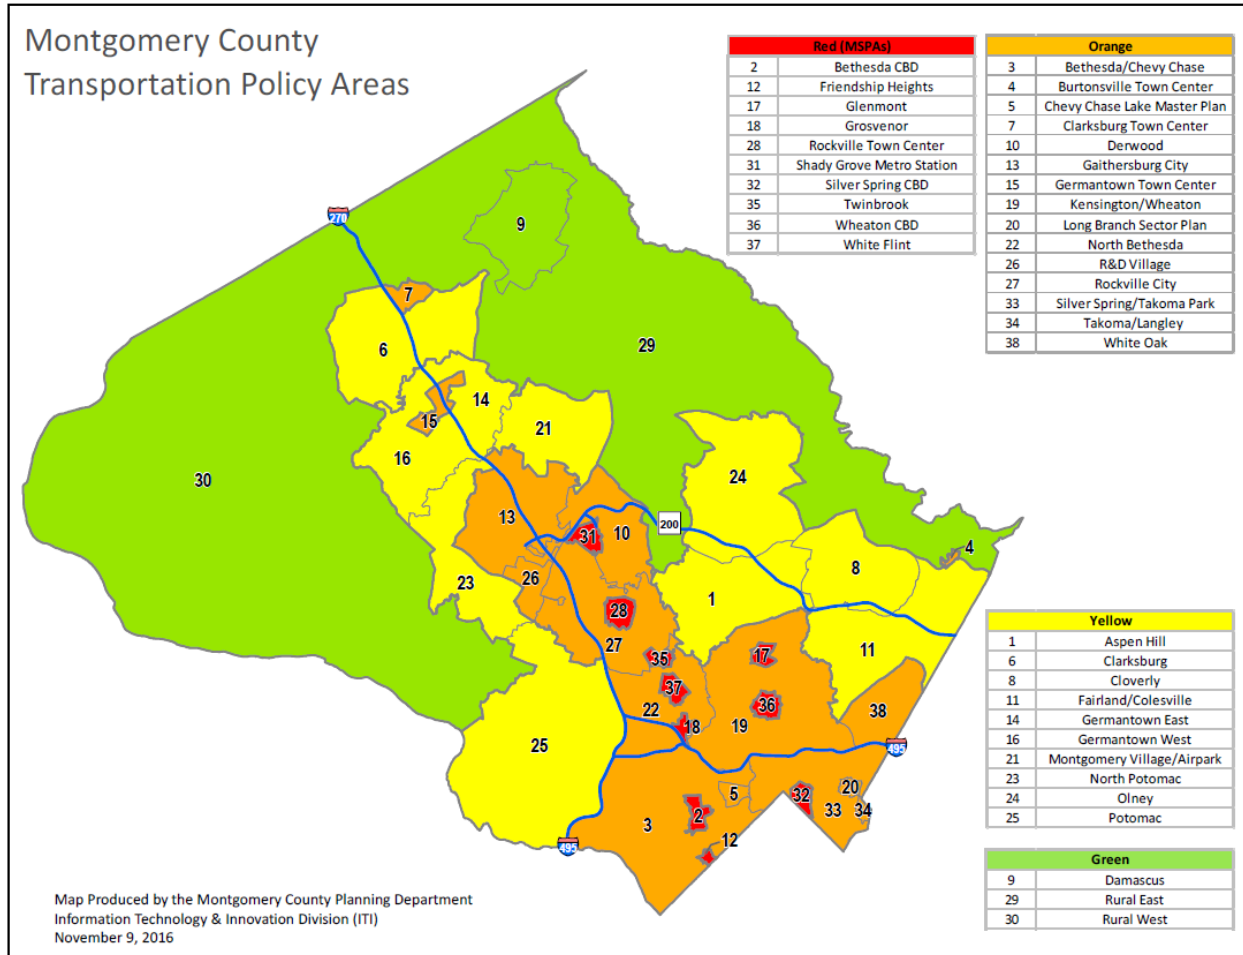 Montgomery County
Transportation Policy Areas
Red (MSPAs)
2 Bethesda CBD
12 Friendship Heights
17 Glenmont
18 Grosvenor
28 Rockville Town Center
31 Shady Grove Metro Station
32 Silver Spring CBD
35 Twinbrook
36 Wheaton CBD
37 White Flint
Orange
3 Bethesda/Chevy Chase
4 Burtonsville Town Center
5 Chevy Chase Lake Master Plan
7 Clarksburg Town Center
10 Derwood
13 Gaithersburg City
15 Germantown Town Center
19 Kensington/Wheaton
20 Long Branch Sector Plan
22 North Bethesda
26 R&D Village
27 Rockville City
33 Silver Spring/Takoma Park
34 Takoma/Langley
38 White Oak
270
9
7
6
29
14
15
21
16
24
30
13
200
31
10
4
8
26
23
1
28
27
11
35
17
37
36
22
18
19
38
25
495
5
32
20
2
33
34
3
12
495
Yellow
1 Aspen Hill
6 Clarksburg
8 Cloverly
11 Fairland/Colesville
14 Germantown East
16 Germantown West
21 Montgomery Village/Airpark
23 North Potomac
24 Olney
25 Potomac
Green
9 Damascus
29 Rural East
30 Rural West
Map Produced by the Montgomery County Planning Department
Information Technology & Innovation Division (ITI)
November 9, 2016